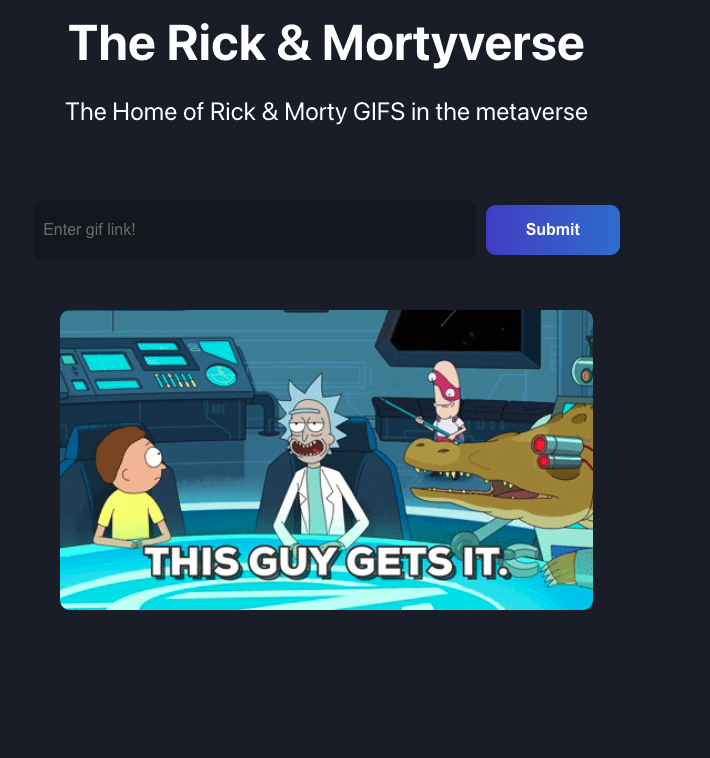 The Rick & Mortyverse
The Home of Rick & Morty GIFS in the metaverse
Enter gif link!
Submit
THIS GUY GETS IT.